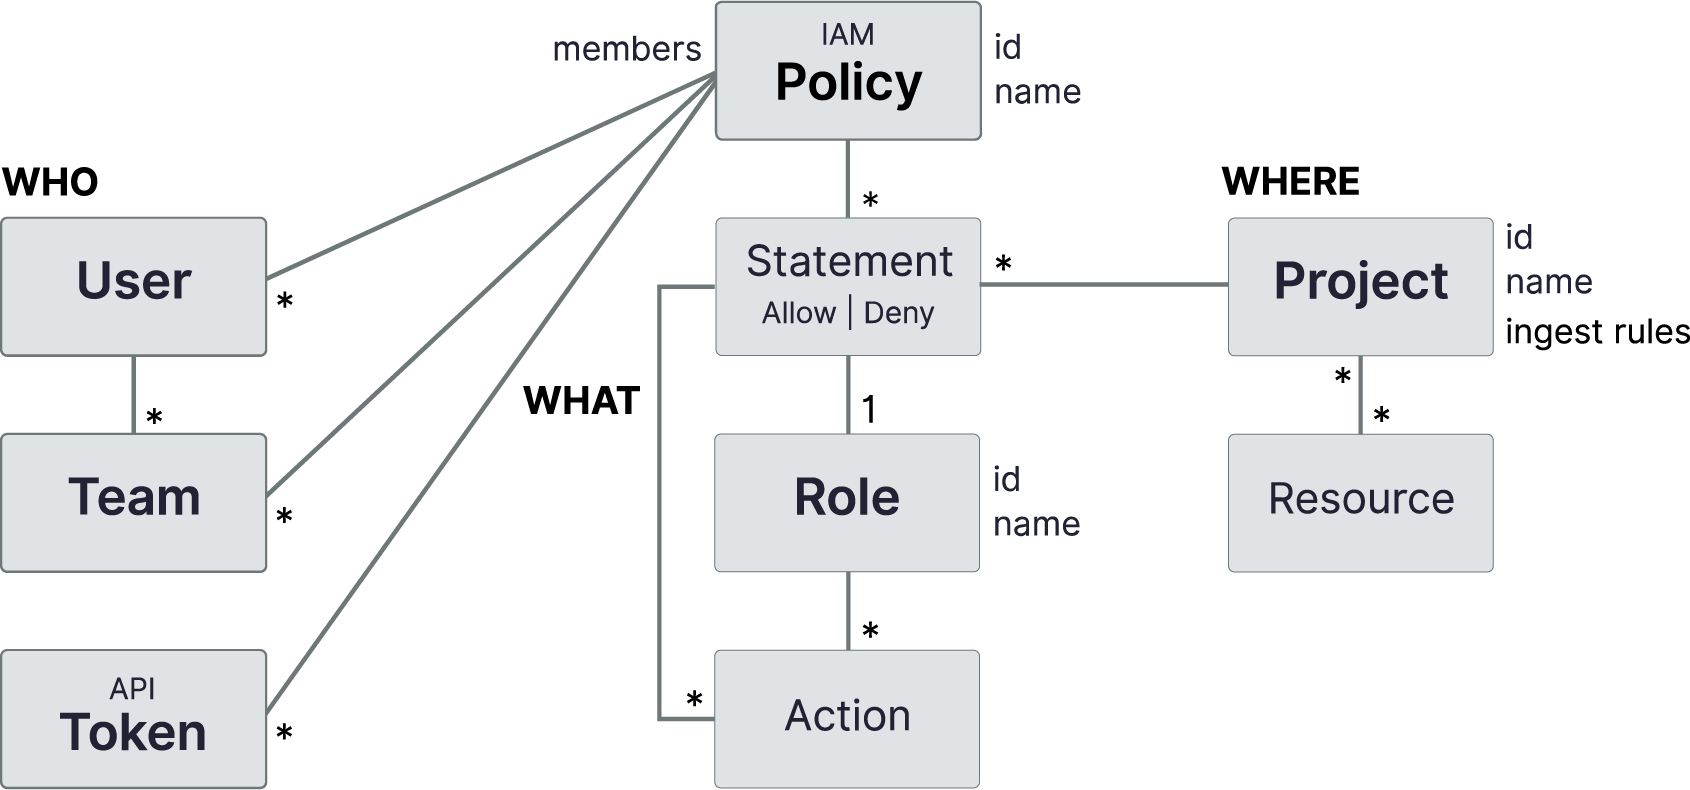 members
IAM
Policy
id
name
WHO
User
*
*
Team
*
API
Token
*
*
Statement
Allow | Deny
*
WHAT
1
Role
id
name
*
*
Action
WHERE
Project
id
name
ingest rules
*
*
Resource